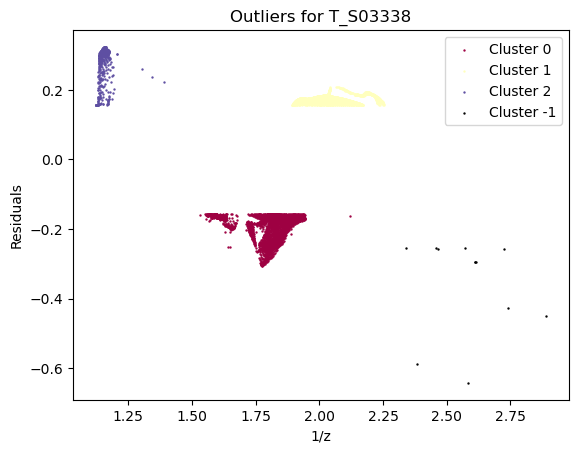 Outliers for T_S03338
Cluster 0
Cluster 1
Cluster 2
Cluster -1
Residuals
0.2
0.0
−0.2
−0.4
−0.6
1.25 1.50 1.75 2.00 2.25 2.50 2.75
1/z